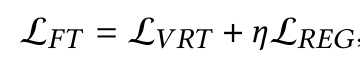 ℒ_{FT} = ℒ_{VRT} + ηℒ_{REG},